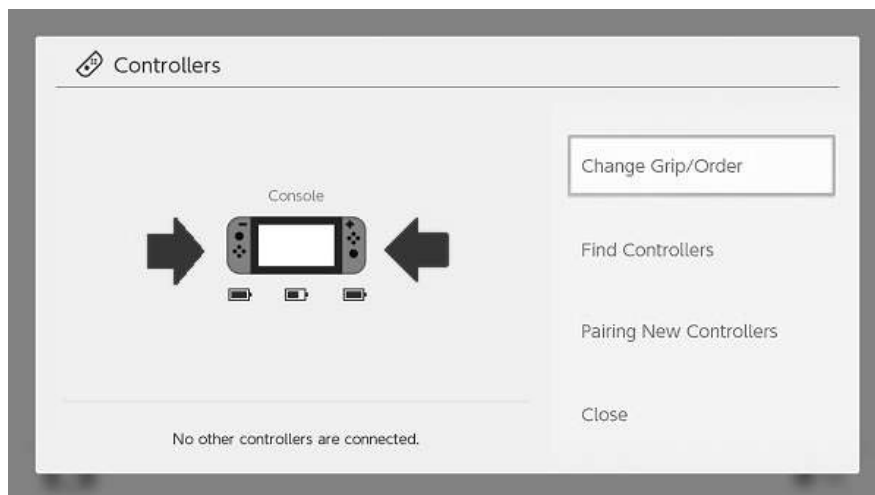 Controllers
Console
No other controllers are connected.
Change Grip/Order
Find Controllers
Pairing New Controllers
Close